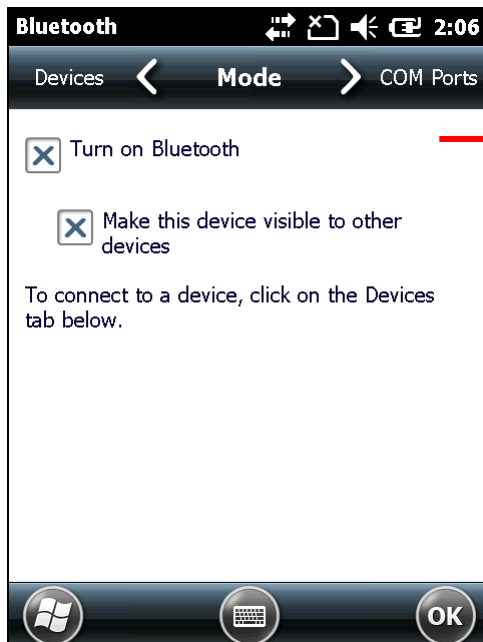 Bluetooth 2:06
Devices Mode COM Ports
Turn on Bluetooth
Make this device visible to other
devices
To connect to a device, click on the Devices
tab below.
OK